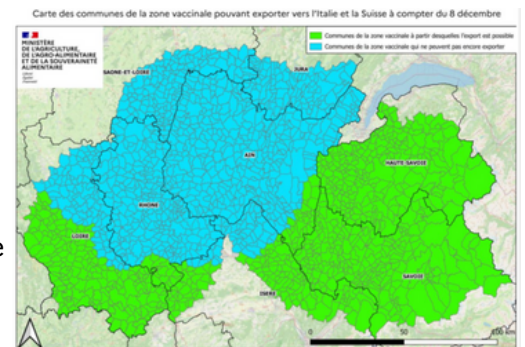 Carte des communes de la zone vaccinale pouvant exporter vers l'Italie et la Suisse à compter du 8 décembre
MINISTÈRE
DE L'AGRICULTURE,
DE L'AGRO-ALIMENTAIRE
ET DE LA SOUVERAINETÉ
ALIMENTAIRE
Communes de la zone vaccinale à partir desquelles l'export est possible
Communes de la zone vaccinale qui ne peuvent pas encore exporter
SAONE-ET-LOIRE
JURA
AIN
HAUTE-SAVOIE
RHONE
LOIRE
e
SAVOIE
ISERE
0
50
100 km